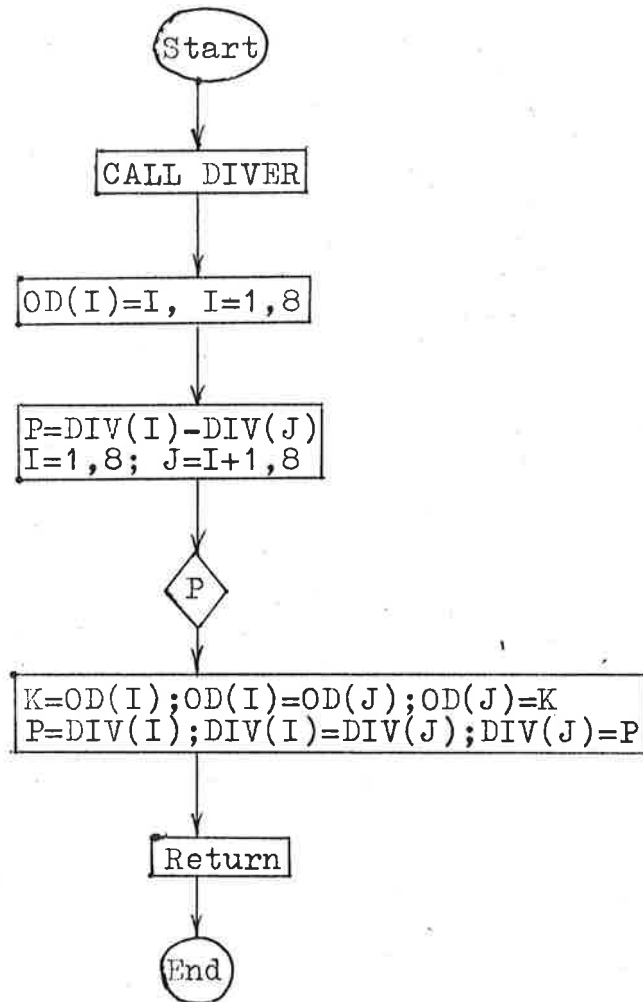 Start
CALL DIVER
OD(I)=I, I=1,8
P=DIV(I)-DIV(J)
I=1,8; J=I+1,8
P
K=OD(I);OD(I)=OD(J);OD(J)=K
P=DIV(I);DIV(I)=DIV(J);DIV(J)=P
Return
End